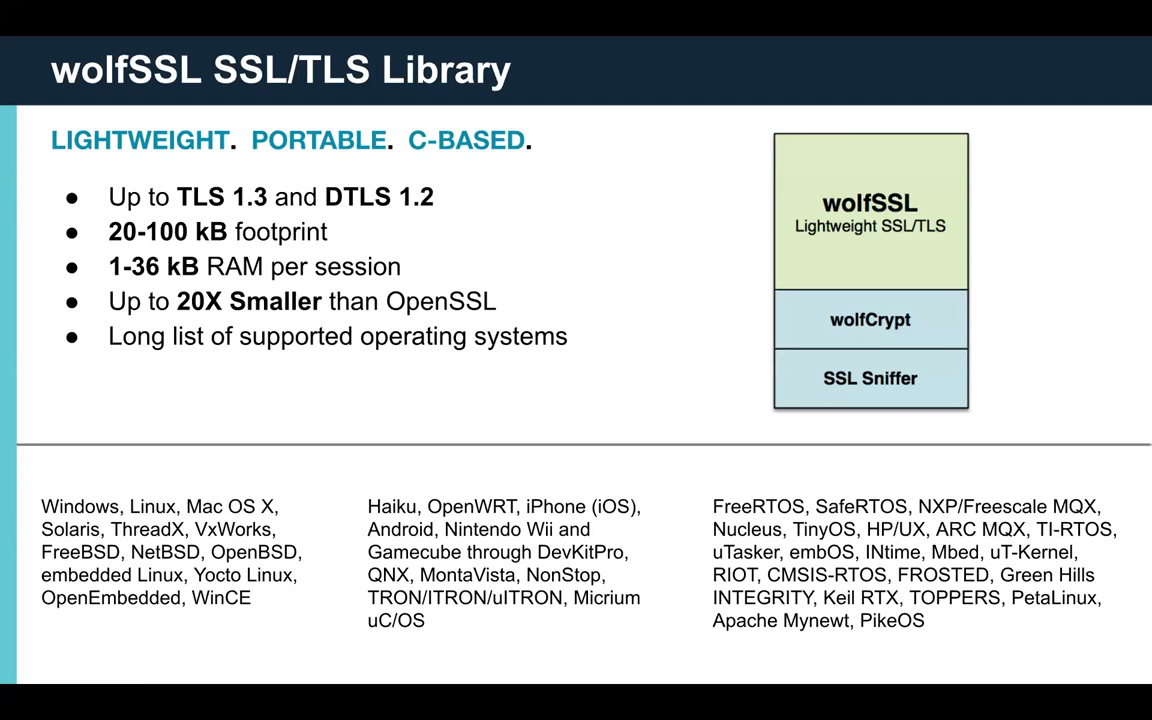 wolfSSL SSL/TLS Library
LIGHTWEIGHT. PORTABLE. C-BASED.
● Up to TLS 1.3 and DTLS 1.2
● 20-100 kB footprint
● 1-36 kB RAM per session
● Up to 20X Smaller than OpenSSL
● Long list of supported operating systems
wolfSSL
Lightweight SSL/TLS
wolfCrypt
SSL Sniffer
Windows, Linux, Mac OS X,
Solaris, ThreadX, VxWorks,
FreeBSD, NetBSD, OpenBSD,
embedded Linux, Yocto Linux,
OpenEmbedded, WinCE
Haiku, OpenWRT, iPhone (iOS),
Android, Nintendo Wii and
Gamecube through DevKitPro,
QNX, MontaVista, NonStop,
TRON/ITRON/uITRON, Micrium
uC/OS
FreeRTOS, SafeRTOS, NXP/Freescale MQX,
Nucleus, TinyOS, HP/UX, ARC MQX, TI-RTOS,
uTasker, embOS, INtime, Mbed, uT-Kernel,
RIOT, CMSIS-RTOS, FROSTED, Green Hills
INTEGRITY, Keil RTX, TOPPERS, PetaLinux,
Apache Mynewt, PikeOS